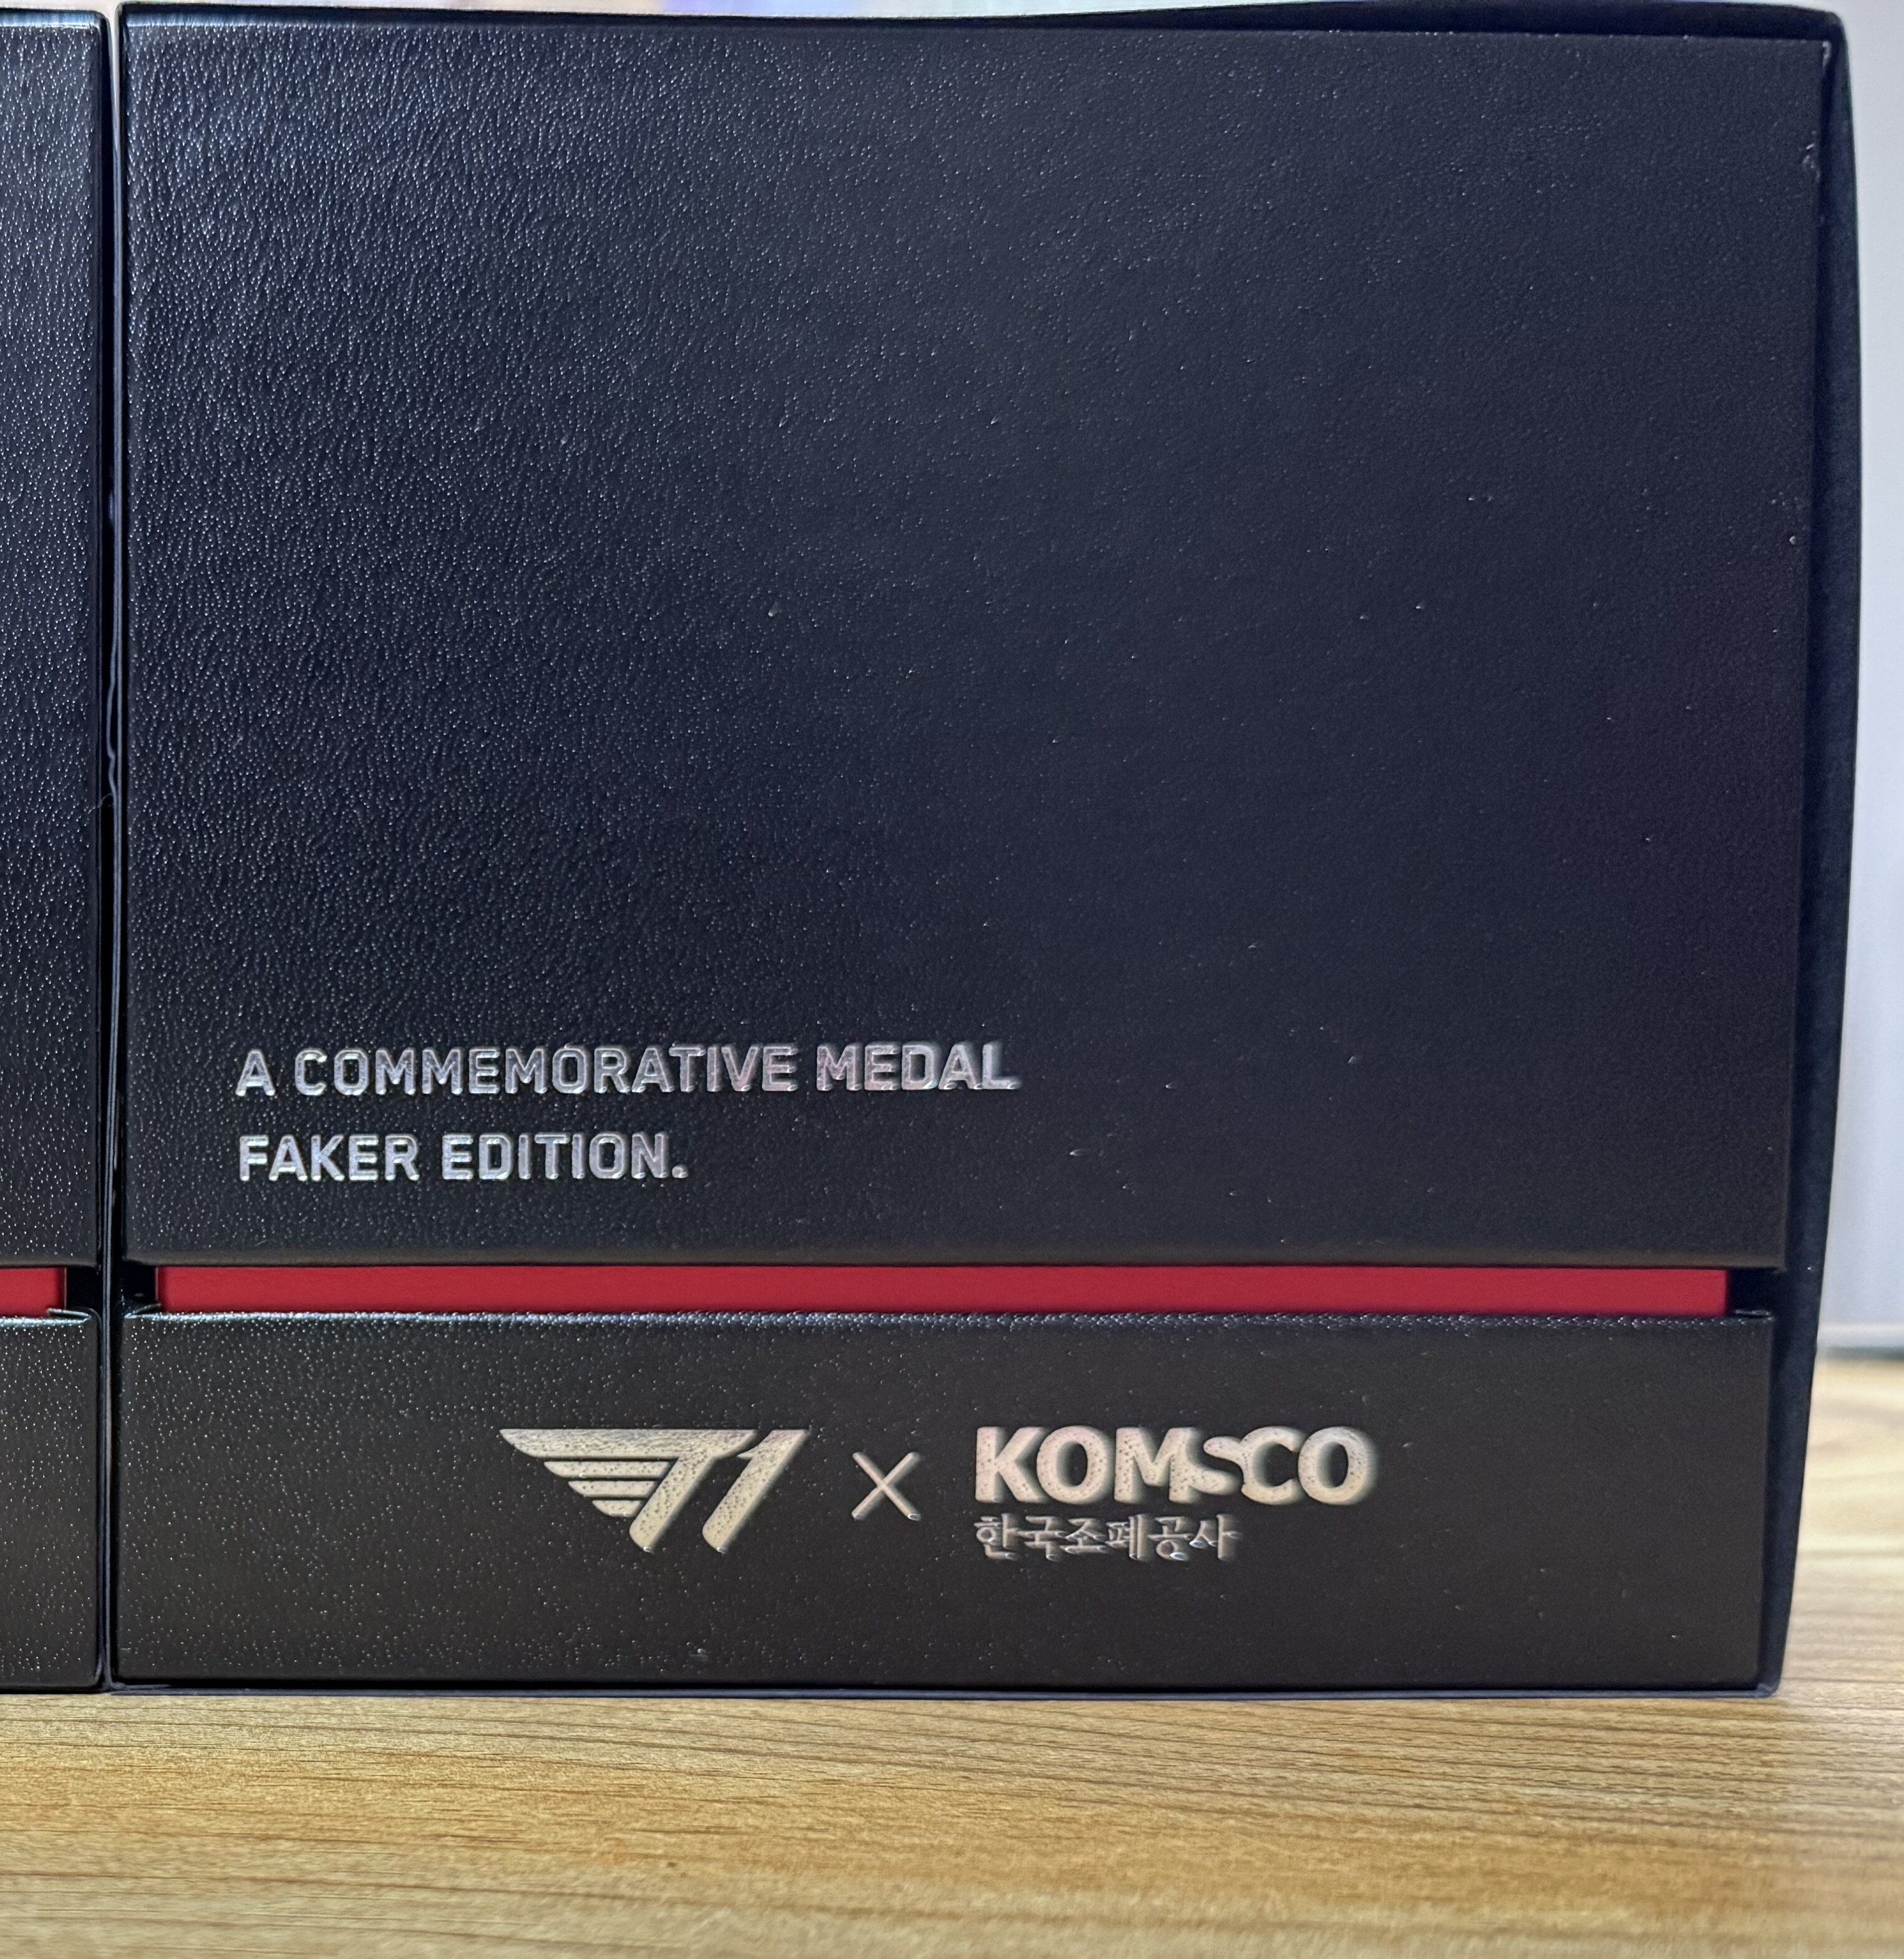 A COMMEMORATIVE MEDAL
FAKER EDITION.
T1 X KOMSCO
한국조폐공사